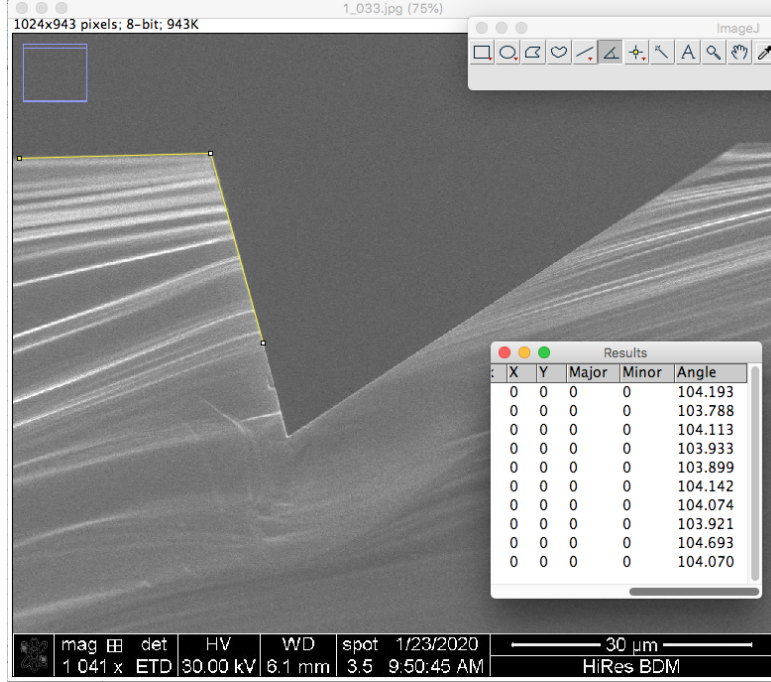 1_033.jpg (75%)
1024x943 pixels; 8-bit; 943K
ImageJ
A
Results
: X Y Major Minor Angle
0 0 0 0 104.193
0 0 0 0 103.788
0 0 0 0 104.113
0 0 0 0 103.933
0 0 0 0 103.899
0 0 0 0 104.142
0 0 0 0 104.074
0 0 0 0 103.921
0 0 0 0 104.693
0 0 0 0 104.070
mag det HV WD spot 1/23/2020 30 µm
1 041 x ETD 30.00 kV 6.1 mm 3.5 9:50:45 AM HiRes BDM